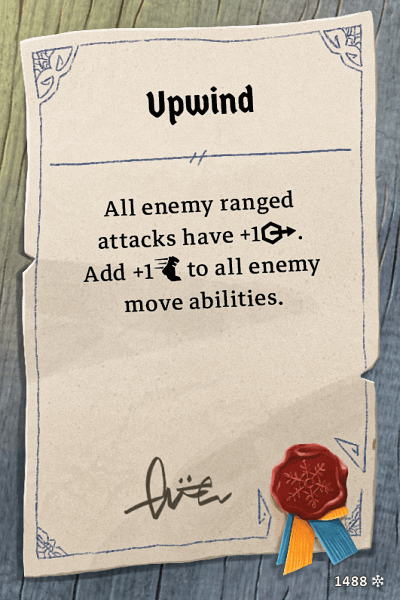 Upwind
All enemy ranged
attacks have +1.
Add +1 to all enemy
move abilities.
1488